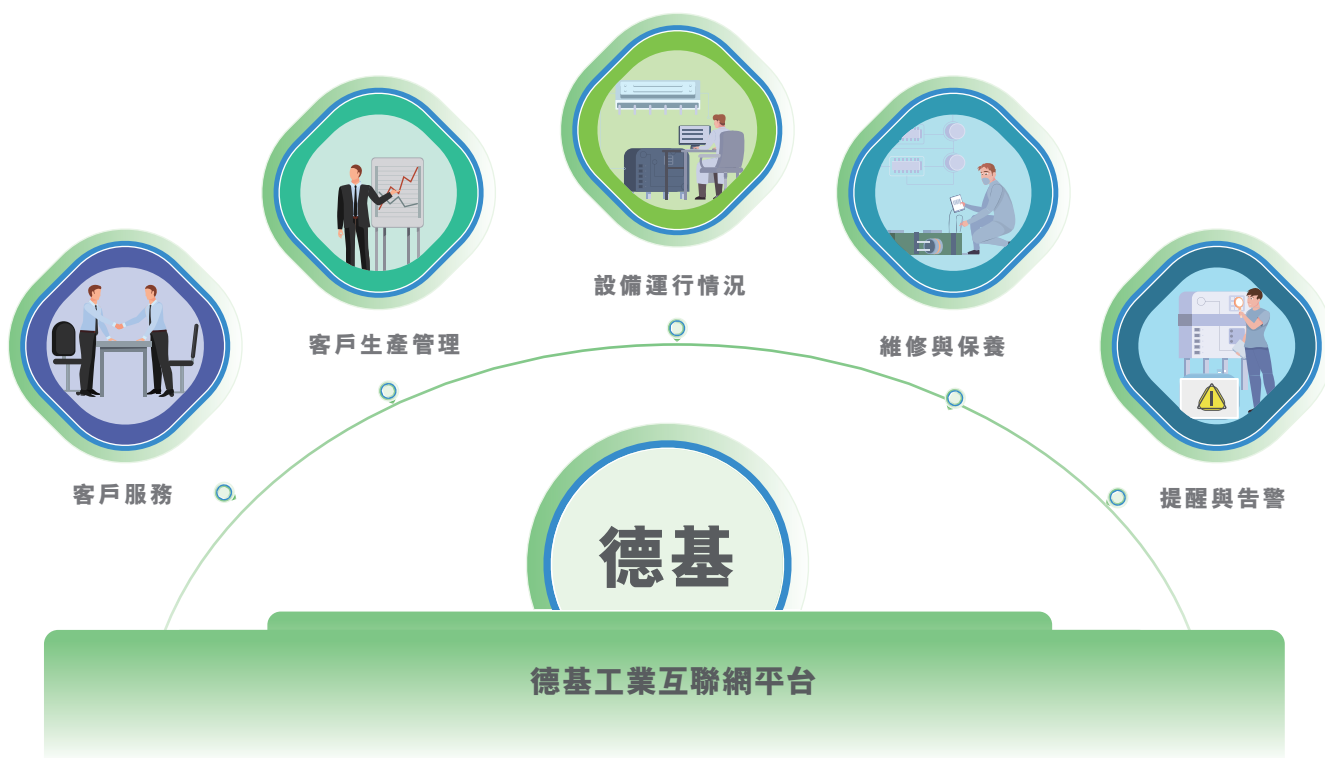 設備運行情況
客戶生產管理
維修與保養
客戶服務
提醒與告警
德基
德基工業互聯網平台